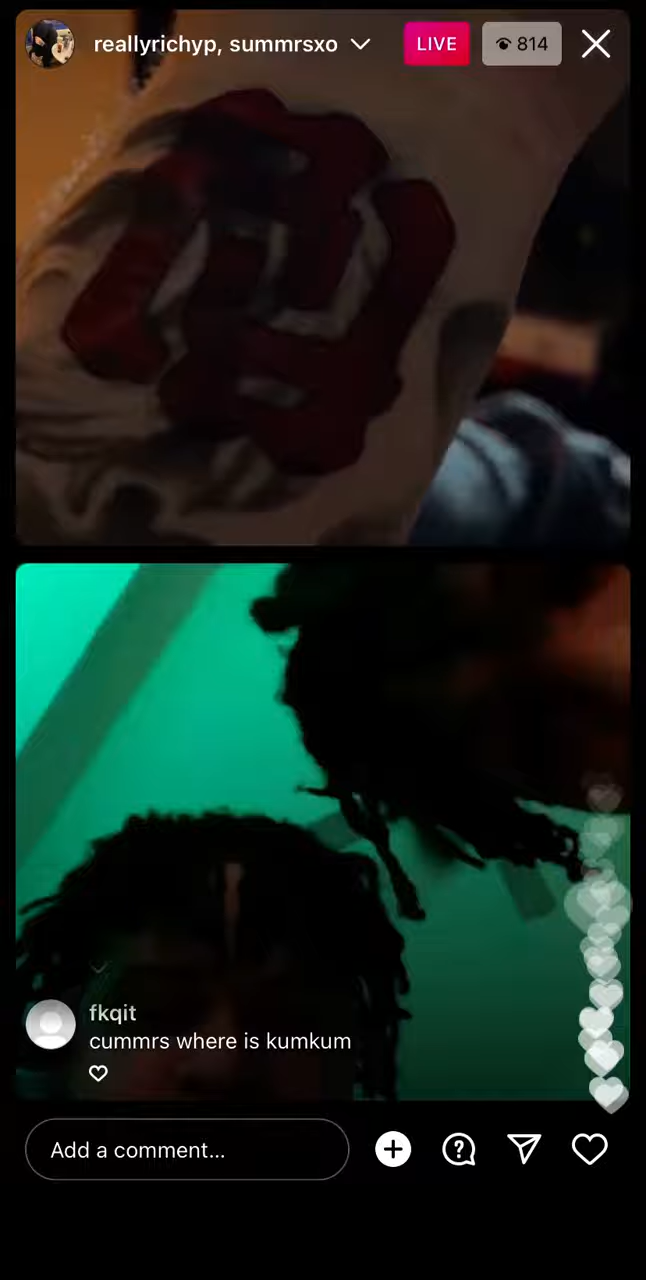 reallyrichyp, summrsxo
LIVE
814
fkqit
cummrs where is kumkum
Add a comment...